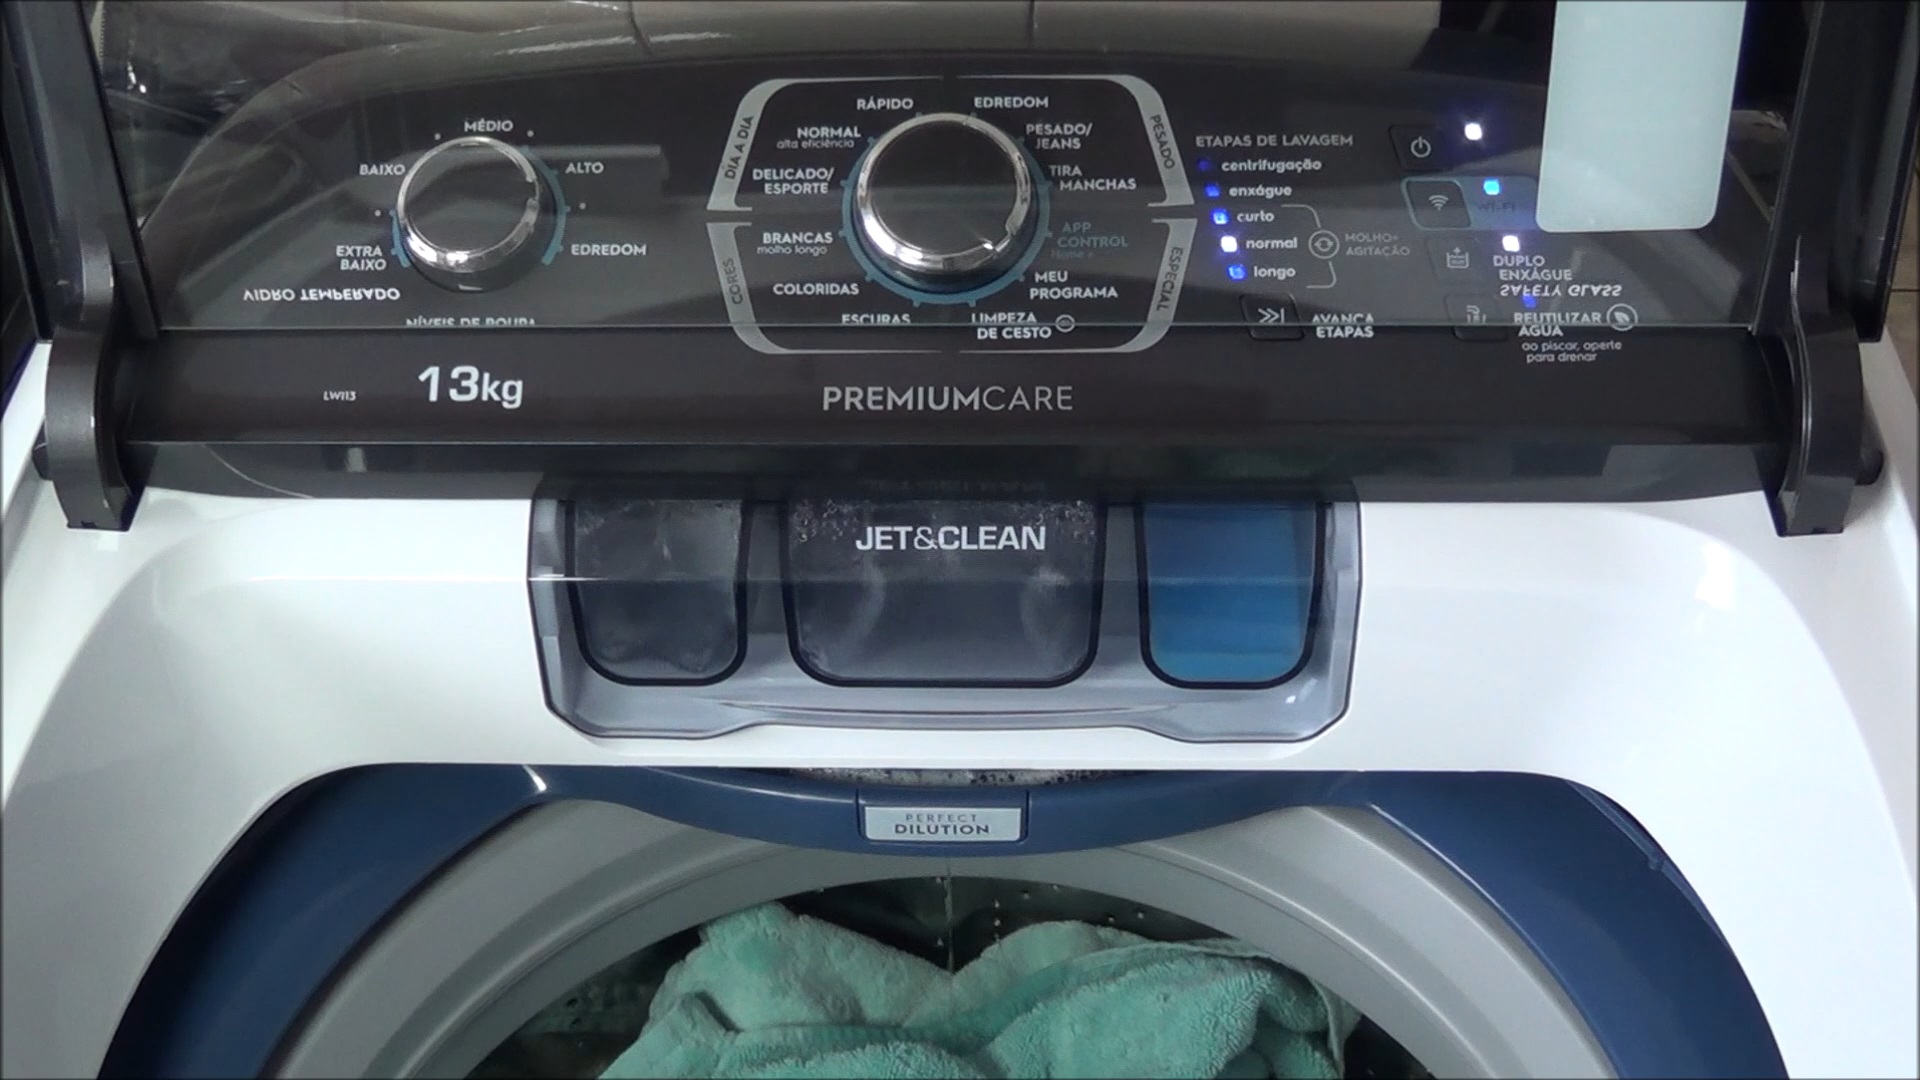 MÉDIO
BAIXO
ALTO
EXTRA
BAIXO
EDREDOM
VIDRO TEMPERADO
NÍVEIS DE ROUPA
LWI13
13kg
DIA A DIA
RÁPIDO
NORMAL
alta eficiência
DELICADO/
ESPORTE
CORES
BRANCAS
molho longo
COLORIDAS
ESCURAS
PESADO
EDREDOM
PESADO/
JEANS
TIRA
MANCHAS
ESPECIAL
APP
CONTROL
Home +
MEU
PROGRAMA
LIMPEZA
DE CESTO
PREMIUMCARE
ETAPAS DE LAVAGEM
centrifugação
enxágue
curto
normal
longo
MOLHO+
AGITAÇÃO
AVANÇA
ETAPAS
Wi-Fi
DUPLO
ENXÁGUE
SAFETY GLASS
REUTILIZAR
ÁGUA
ao piscar, aperte
para drenar
JET&CLEAN
PERFECT
DILUTION